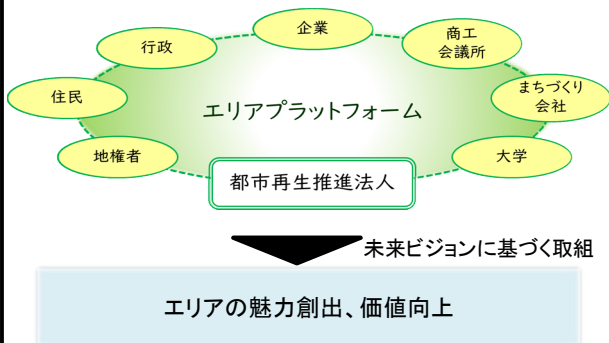 企業
行政
商工
会議所
住民
まちづくり
会社
エリアプラットフォーム
地権者
大学
都市再生推進法人
未来ビジョンに基づく取組
エリアの魅力創出、価値向上